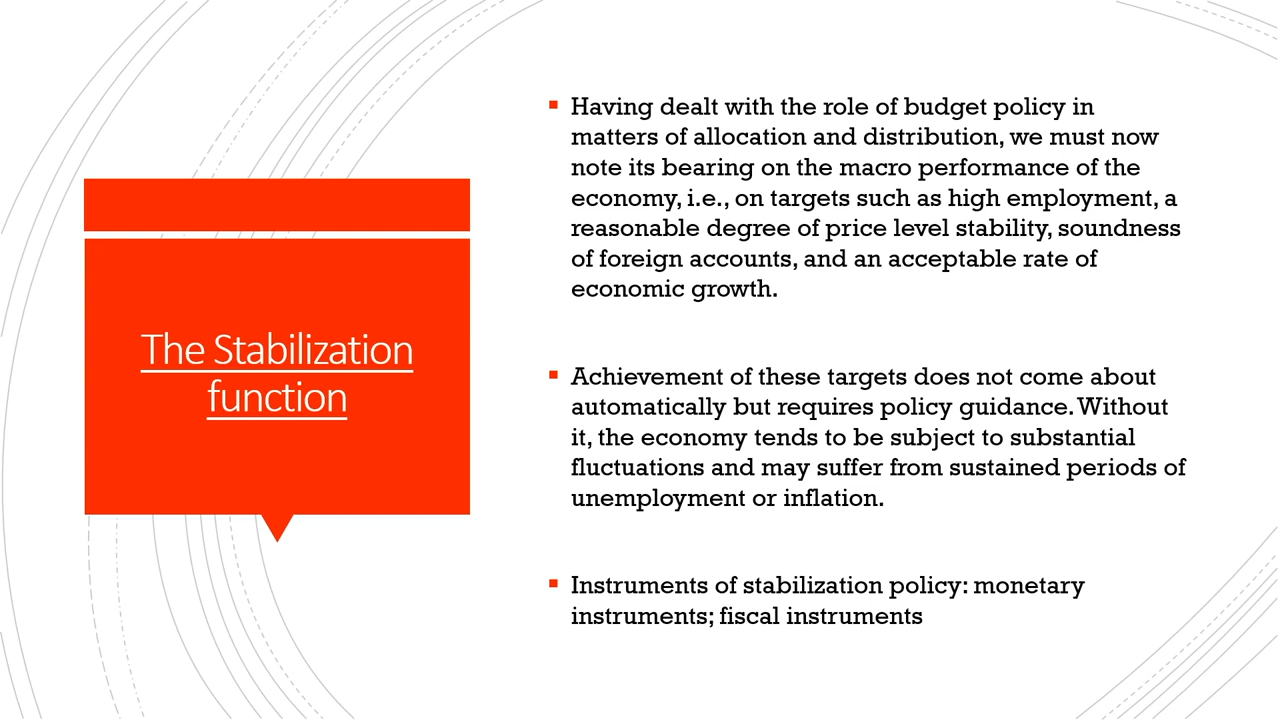 The Stabilization
function
▪ Having dealt with the role of budget policy in
matters of allocation and distribution, we must now
note its bearing on the macro performance of the
economy, i.e., on targets such as high employment, a
reasonable degree of price level stability, soundness
of foreign accounts, and an acceptable rate of
economic growth.
▪ Achievement of these targets does not come about
automatically but requires policy guidance. Without
it, the economy tends to be subject to substantial
fluctuations and may suffer from sustained periods of
unemployment or inflation.
▪ Instruments of stabilization policy: monetary
instruments; fiscal instruments